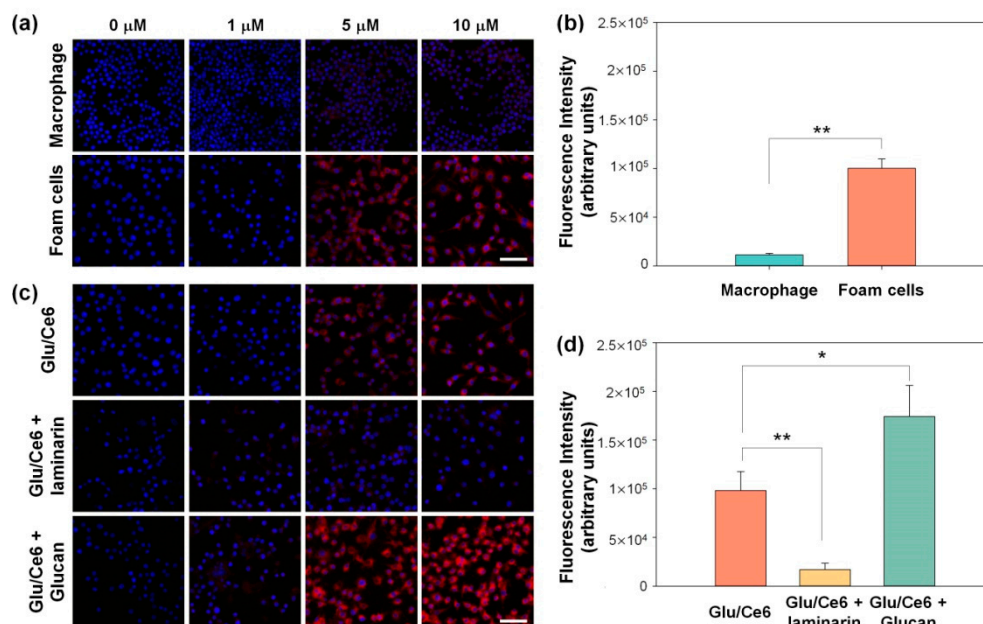 (a)
0 µM 1 µM 5 µM 10 µM
Macrophage
Foam cells
(b)
Fluorescence Intensity
(arbitrary units)
2.5×10⁵
2×10⁵
1.5×10⁵
1×10⁵
5×10⁴
0
**
Macrophage Foam cells
(c)
Glu/Ce6
Glu/Ce6 +
laminarin
Glu/Ce6 +
Glucan
(d)
Fluorescence Intensity
(arbitrary units)
2.5×10⁵
2×10⁵
1.5×10⁵
1×10⁵
5×10⁴
0
*
**
Glu/Ce6 Glu/Ce6 + Glu/Ce6 +
laminarin Glucan